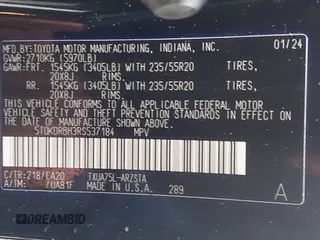 MFD.BY:TOYOTA MOTOR MANUFACTURING, INDIANA, INC. 01/24
GVWR:2710KG (5970LB)
GAWR:FRT. 1545KG (3405LB) WITH 235/55R20 TIRES,
20X8J RIMS,
RR. 1545KG (3405LB) WITH 235/55R20 TIRES,
20X8J RIMS,
THIS VEHICLE CONFORMS TO ALL APPLICABLE FEDERAL MOTOR
VEHICLE SAFETY AND THEFT PREVENTION STANDARDS IN EFFECT
ON THE DATE OF MANUFACTURE SHOWN ABOVE.
5TDKDRBH3RS537184 MPV
C/TR:218/EA20 TXUA75L-ARZSTA
A/TM: /UA81F MADE IN U.S.A. 289
A
DREAMBID